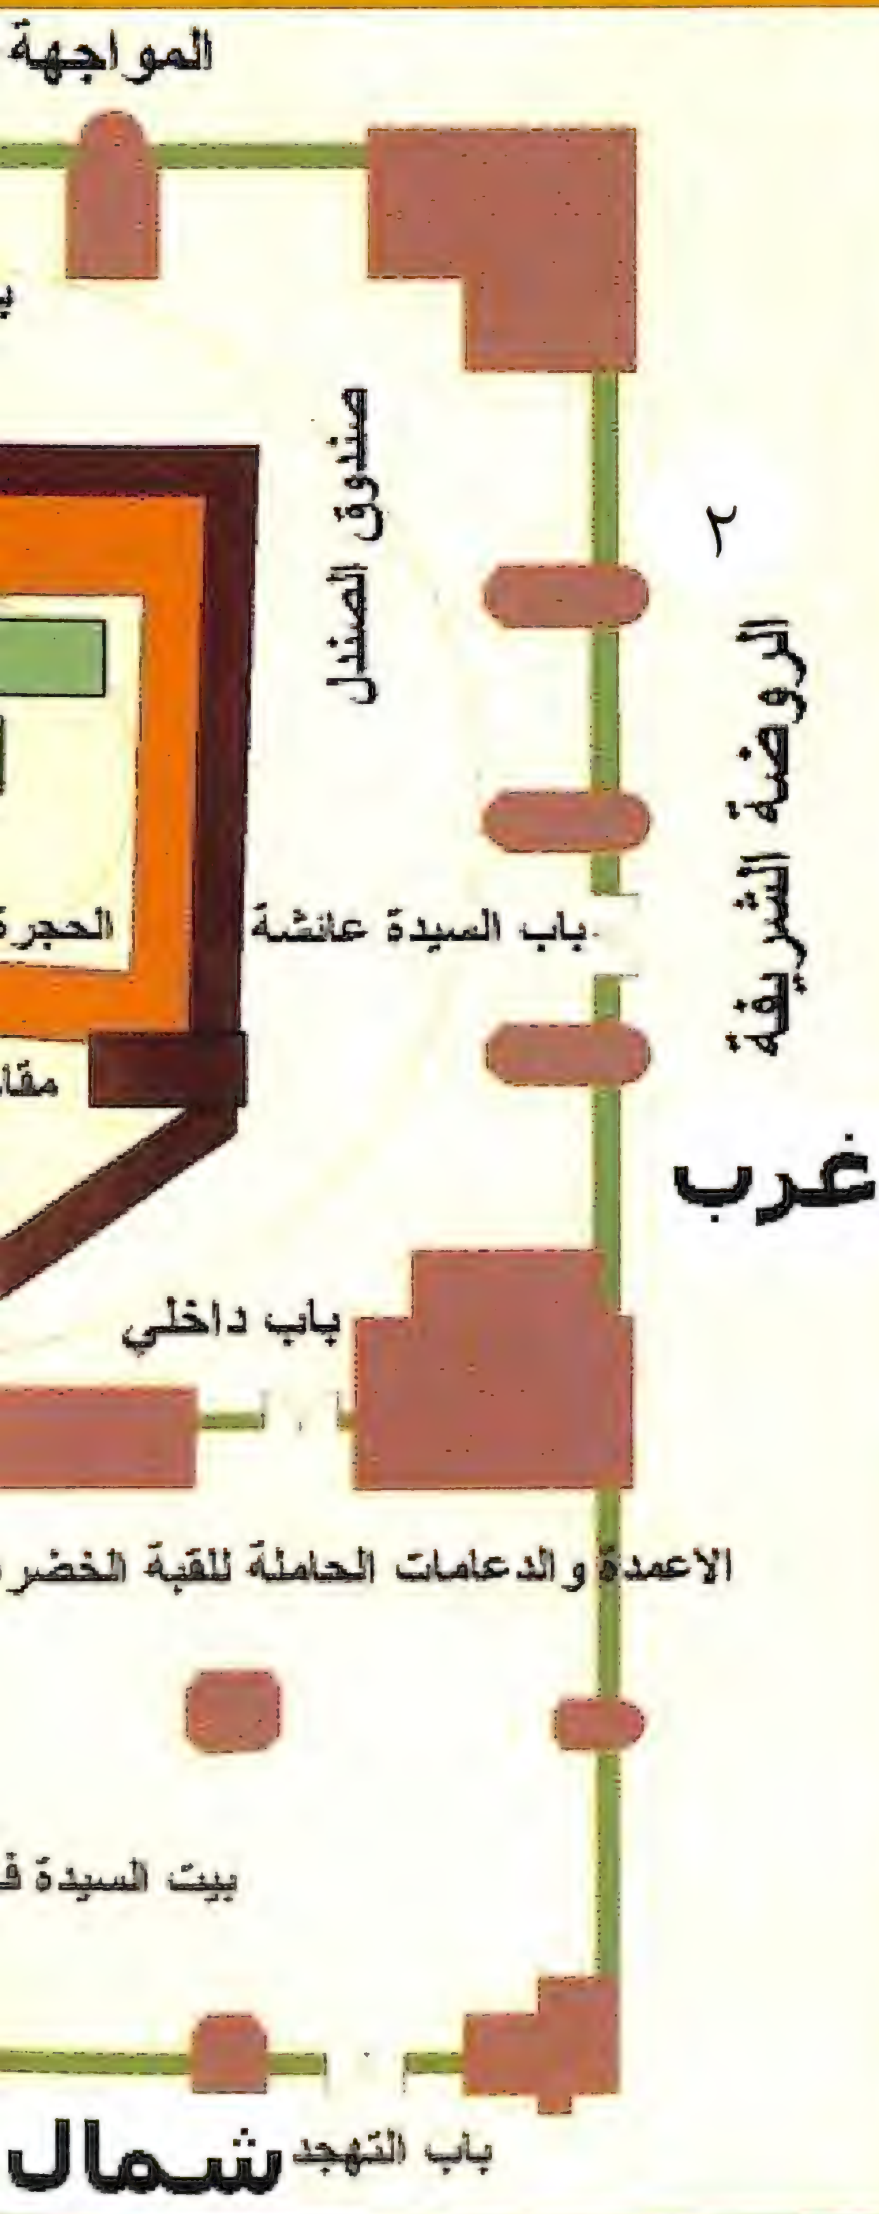 المواجهة
صندوق الصندل
٢
الروضة الشريفة
باب السيدة عائشة
الحجرة
غرب
باب داخلي
الاعمدة والدعامات الحاملة للقبة
بيت السيدة
باب التهجد
شمال